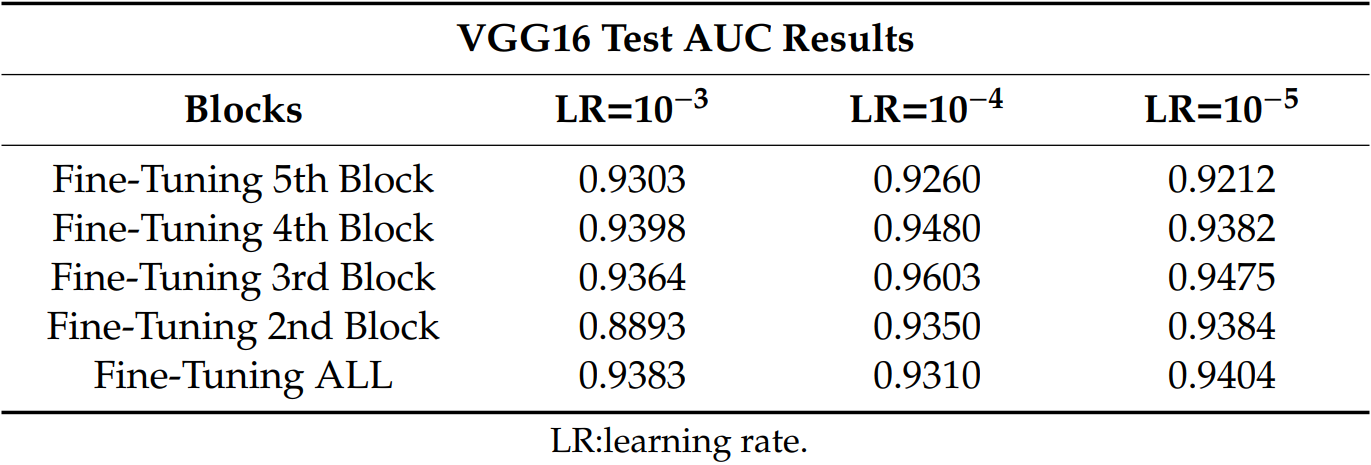 VGG16 Test AUC Results
Blocks LR=10⁻³ LR=10⁻⁴ LR=10⁻⁵
Fine-Tuning 5th Block 0.9303 0.9260 0.9212
Fine-Tuning 4th Block 0.9398 0.9480 0.9382
Fine-Tuning 3rd Block 0.9364 0.9603 0.9475
Fine-Tuning 2nd Block 0.8893 0.9350 0.9384
Fine-Tuning ALL 0.9383 0.9310 0.9404
LR:learning rate.